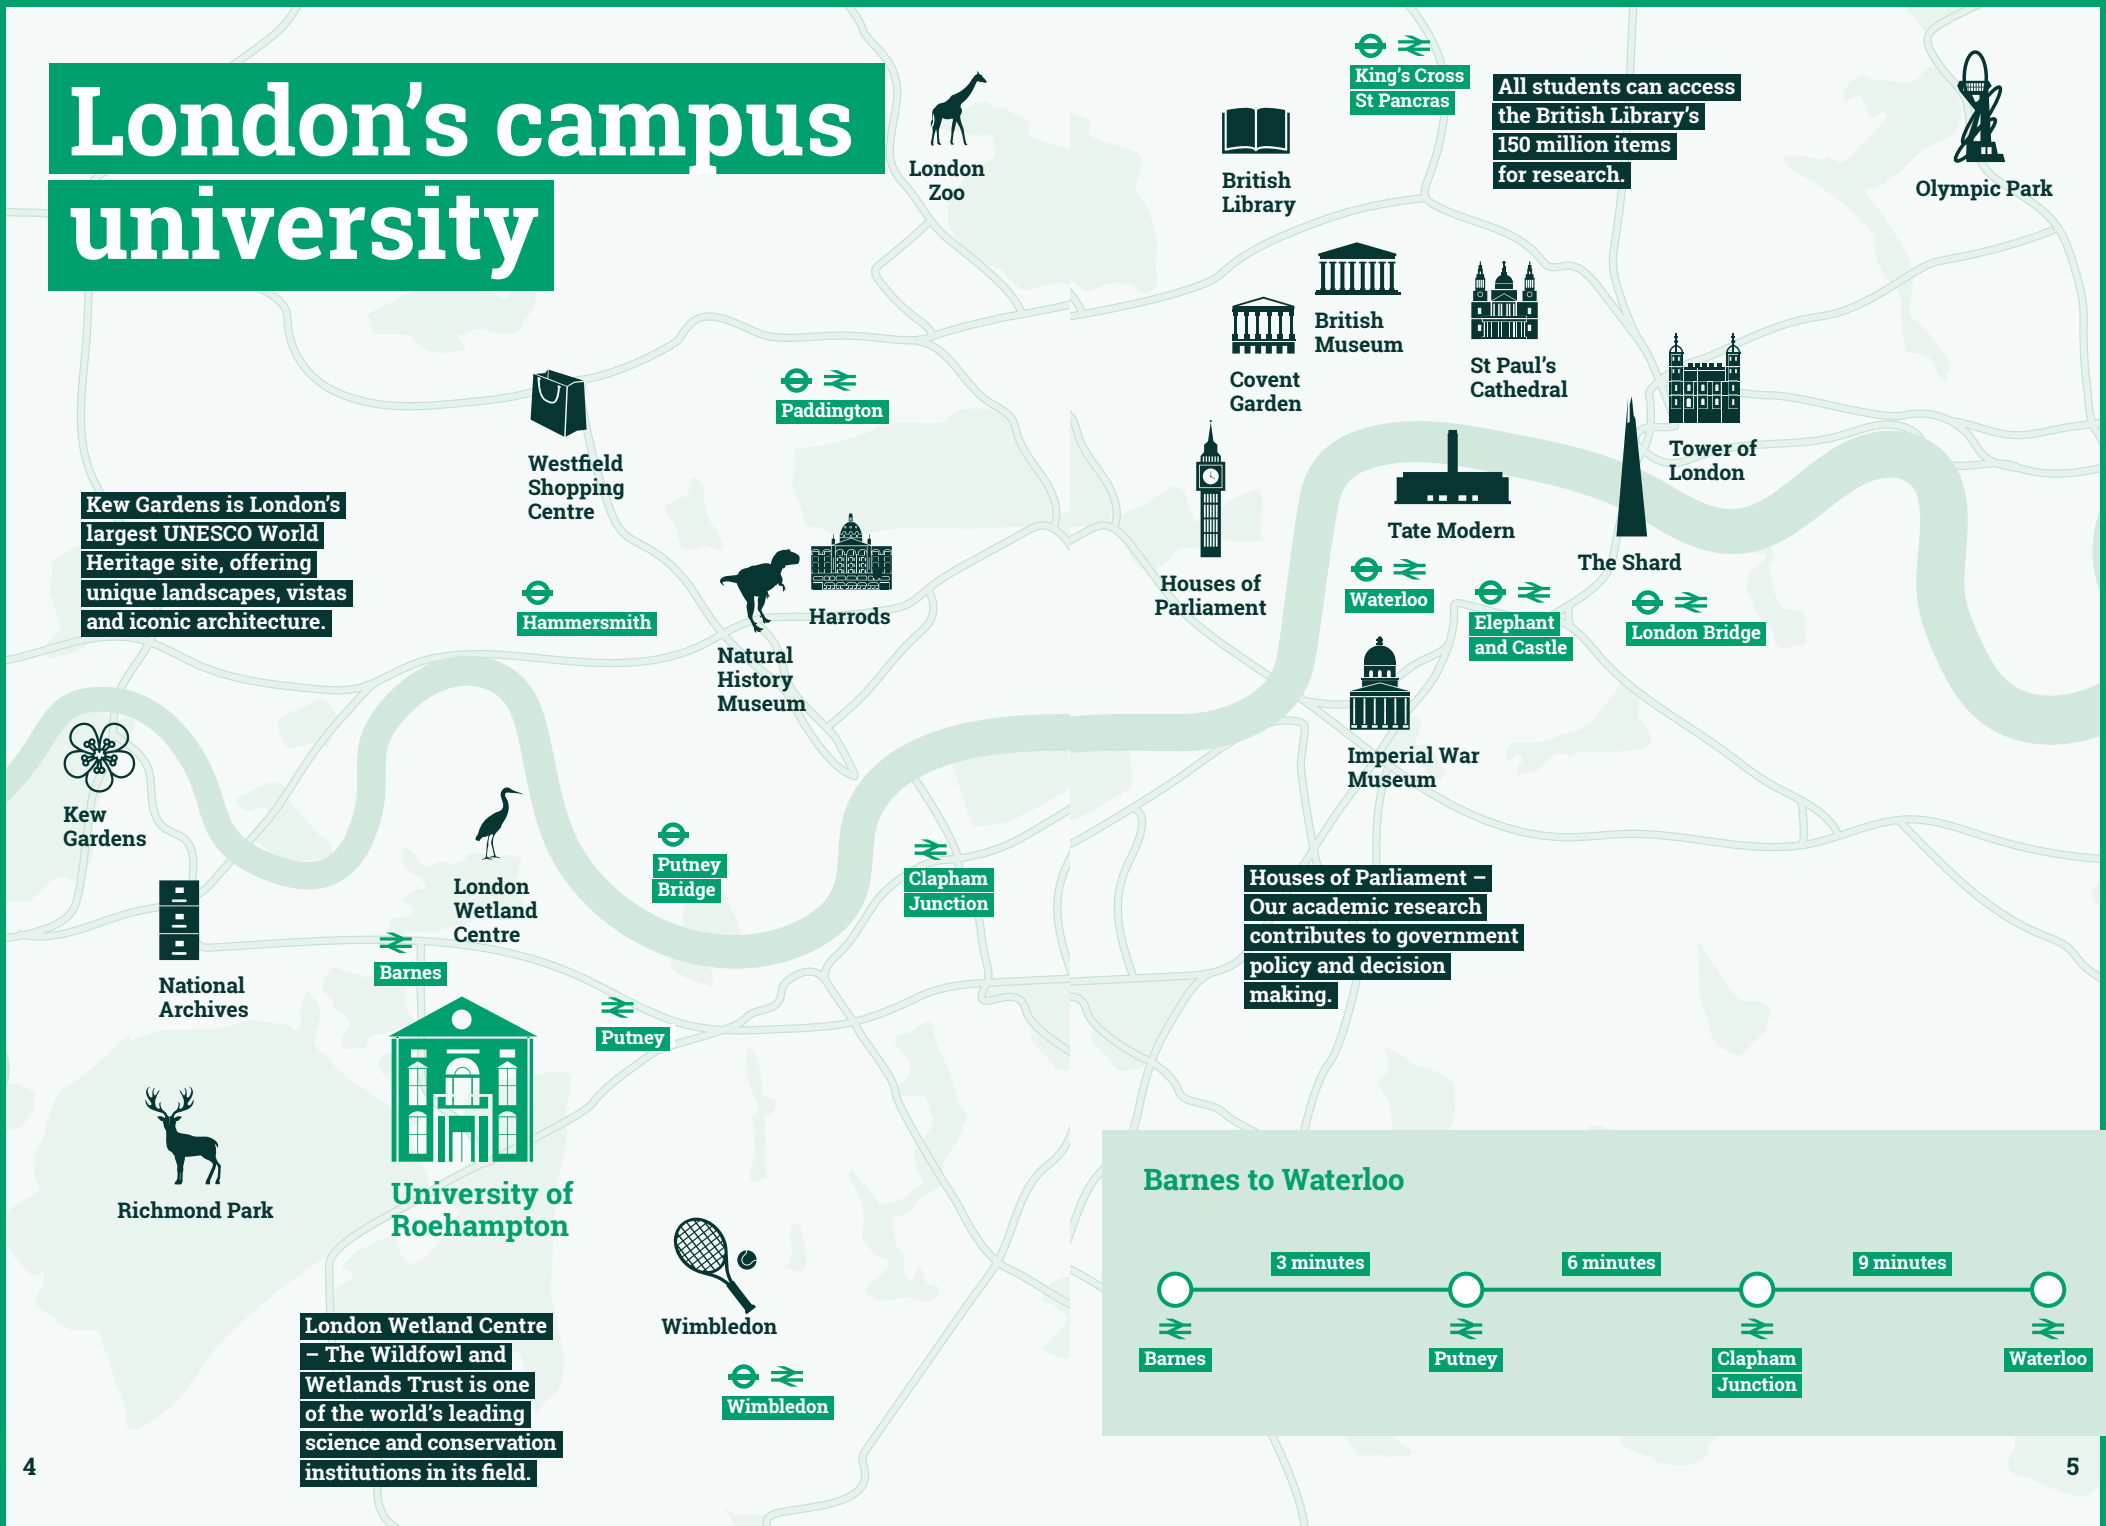 London's campus
university
London
Zoo
King's Cross
St Pancras
All students can access
the British Library's
150 million items
for research.
British
Library
Olympic Park
British
Museum
Covent
Garden
St Paul's
Cathedral
Tower of
London
Paddington
Westfield
Shopping
Centre
Kew Gardens is London's
largest UNESCO World
Heritage site, offering
unique landscapes, vistas
and iconic architecture.
Hammersmith
Harrods
Natural
History
Museum
Houses of
Parliament
Tate Modern
The Shard
Waterloo
Elephant
and Castle
London Bridge
Imperial War
Museum
Kew
Gardens
London
Wetland
Centre
Putney
Bridge
Clapham
Junction
National
Archives
Barnes
Putney
Houses of Parliament –
Our academic research
contributes to government
policy and decision
making.
Richmond Park
University of
Roehampton
Wimbledon
Wimbledon
London Wetland Centre
– The Wildfowl and
Wetlands Trust is one
of the world's leading
science and conservation
institutions in its field.
Barnes to Waterloo
3 minutes
6 minutes
9 minutes
Barnes
Putney
Clapham
Junction
Waterloo
4
5